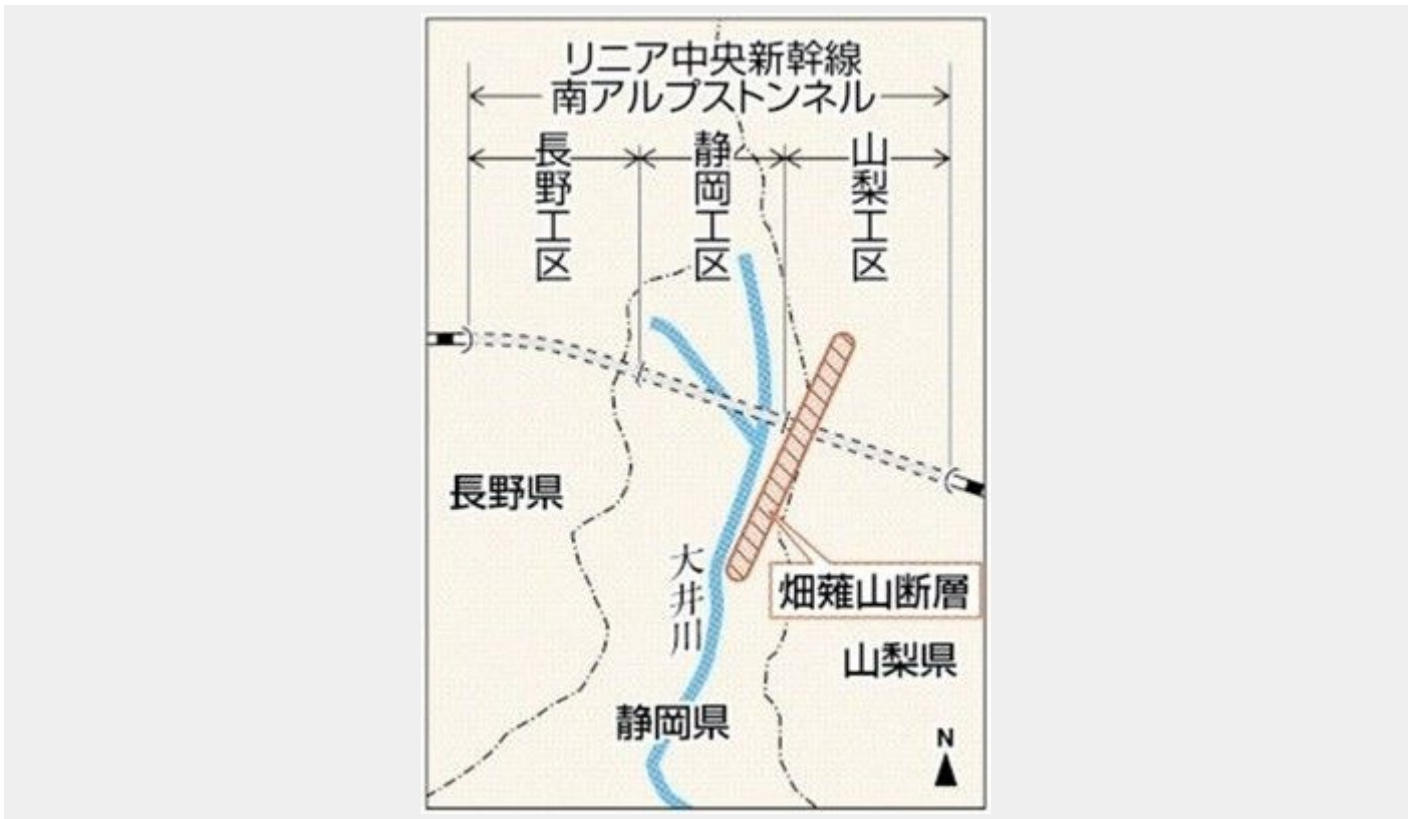 リニア中央新幹線
南アルプストンネル
長野工区
静岡工区
山梨工区
長野県
大井川
畑薙山断層
山梨県
静岡県
N